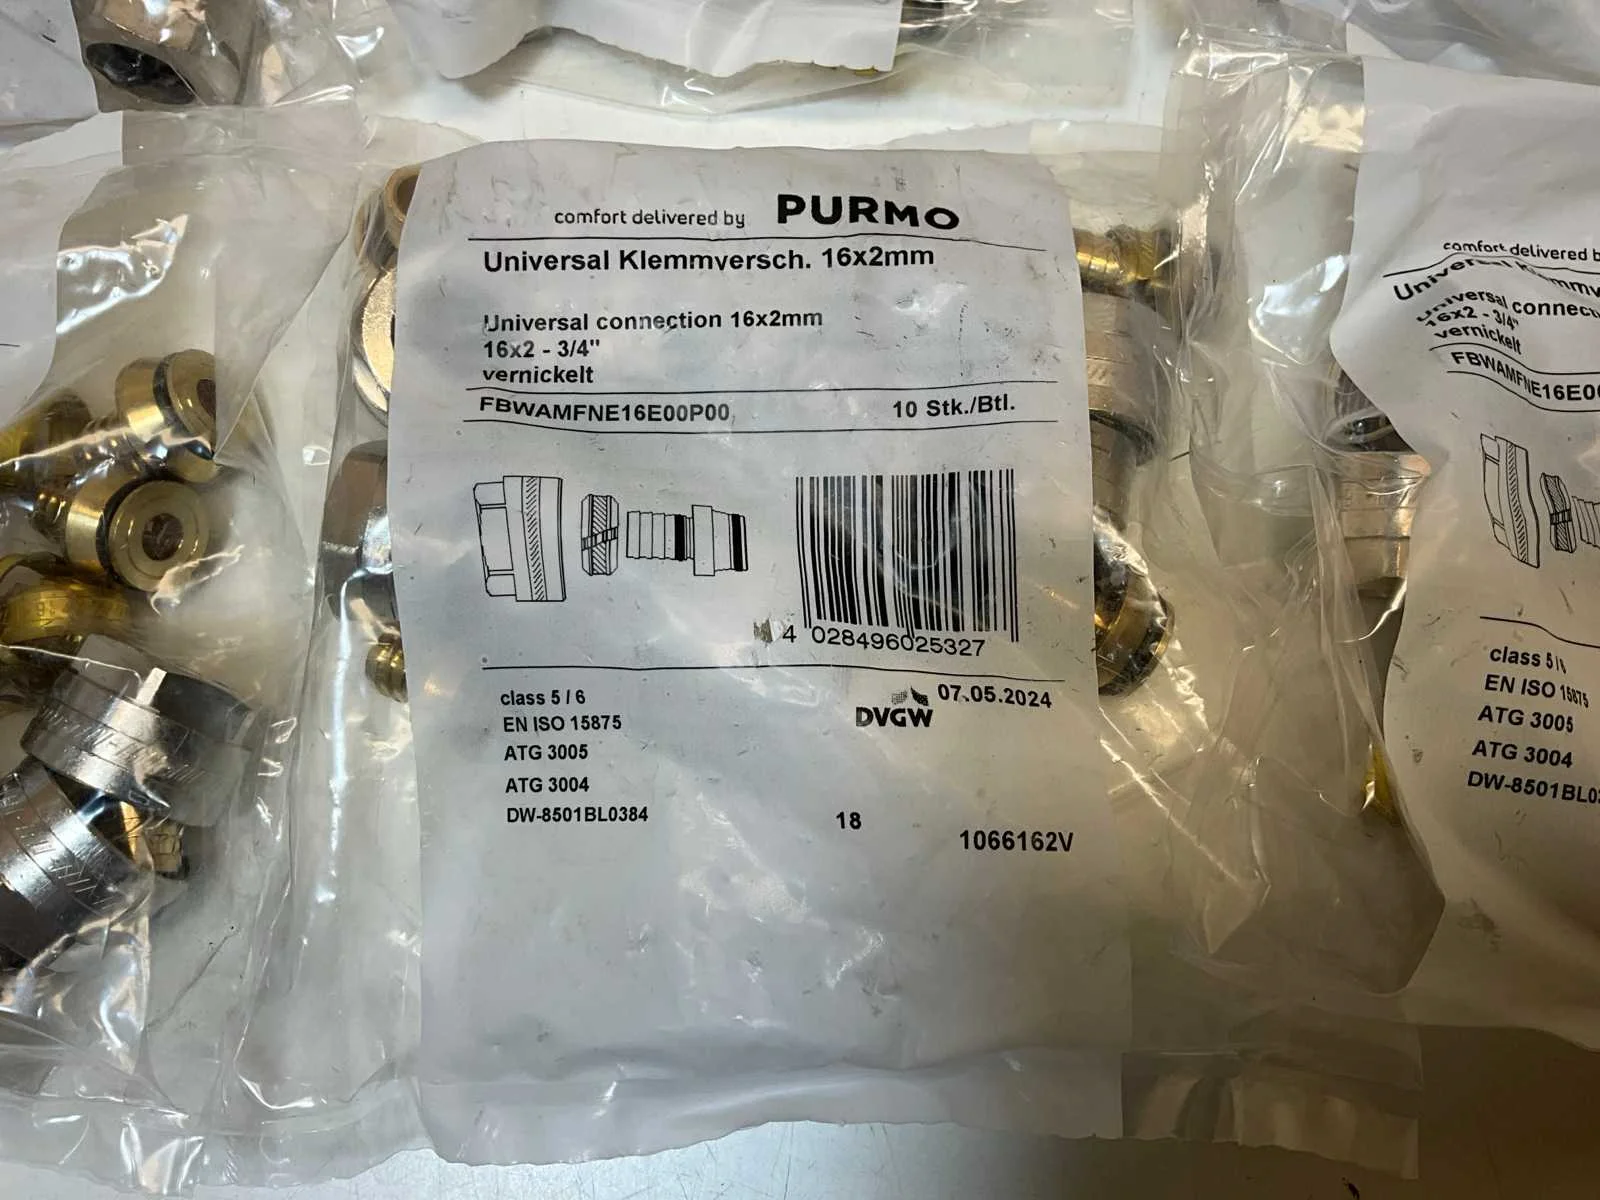 comfort delivered by PURMO
Universal Klemmversch. 16x2mm
Universal connection 16x2mm
16x2 - 3/4"
vernickelt
FBWAMFNE16E00P00 10 Stk./Btl.
4 028496025327
class 5 / 6
EN ISO 15875
ATG 3005
ATG 3004
DW-8501BL0384
DVGW 07.05.2024
18
1066162V
comfort delivered
Universal
Universal
16x2 - 3/4"
vernickelt
class 5
EN ISO 15875
ATG 3005
ATG 3004